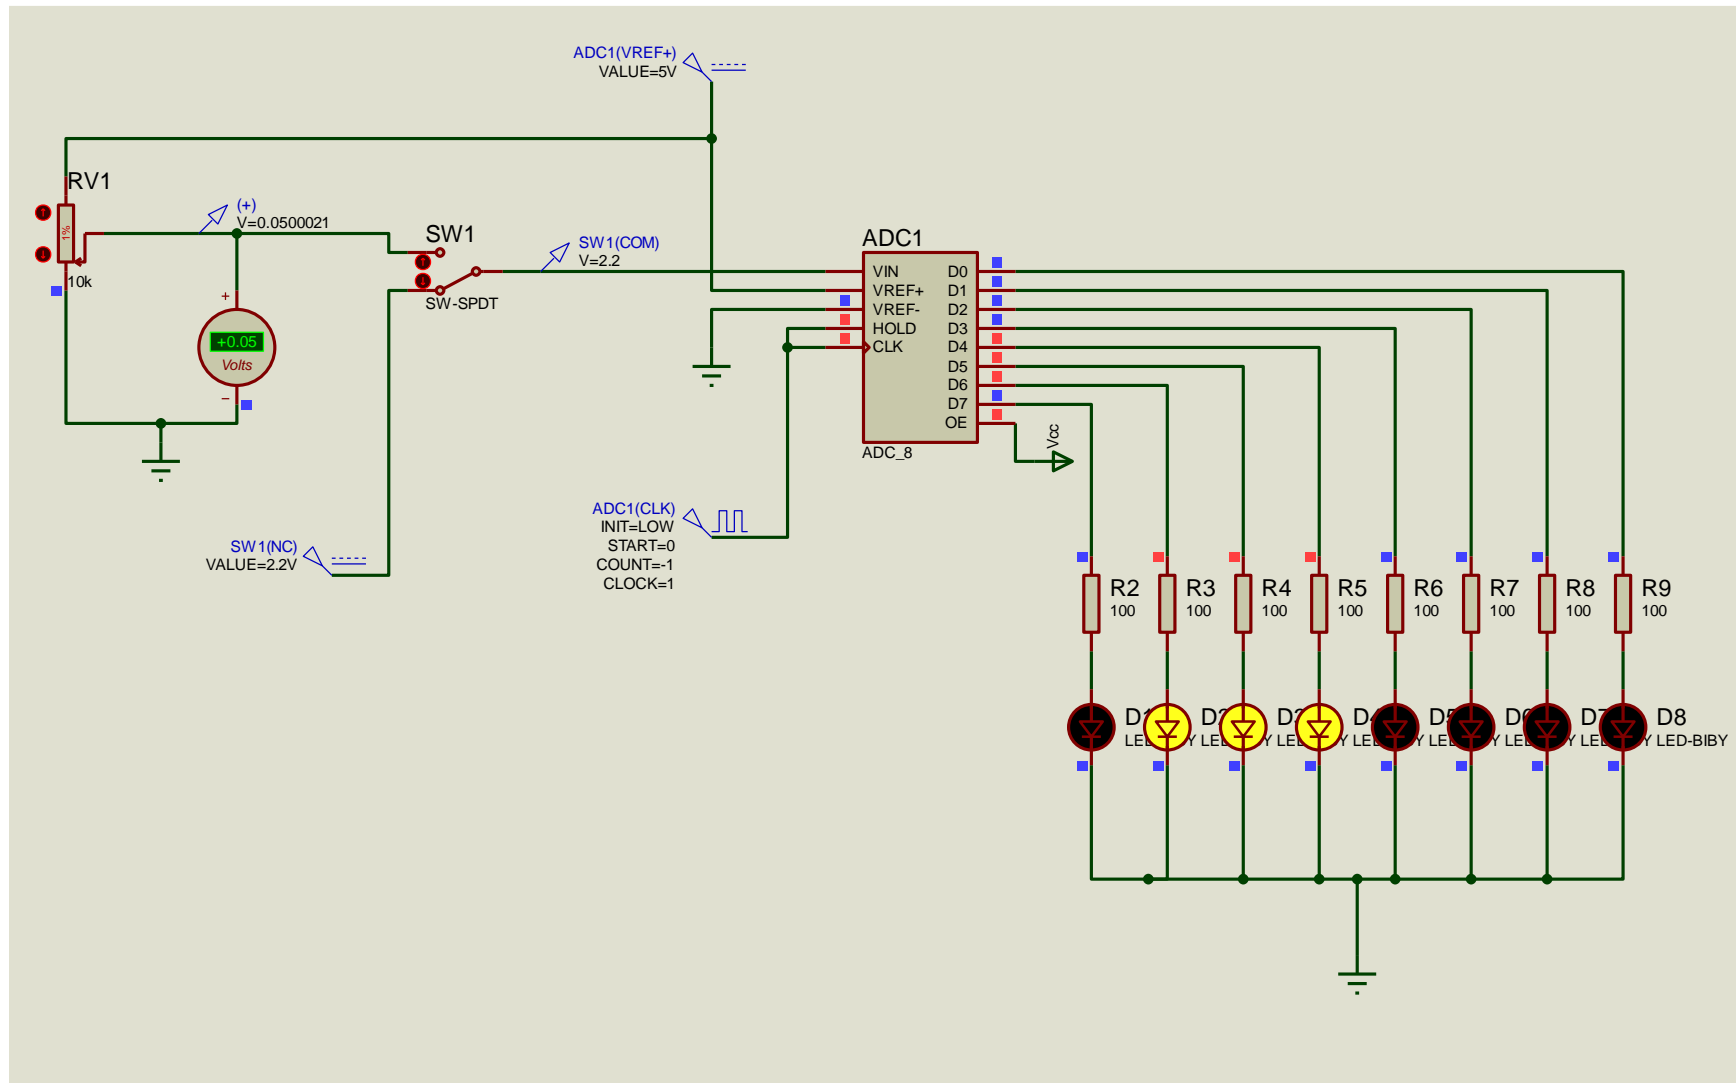 ADC1(VREF+)
VALUE=5V
RV1
1%
10k
(+)
V=0.0500021
+
+0.05
Volts
−
SW1
SW-SPDT
SW1(COM)
V=2.2
SW1(NC)
VALUE=2.2V
ADC1
VIN D0
VREF+ D1
VREF- D2
HOLD D3
CLK D4
D5
D6
D7
OE
ADC_8
Vcc
ADC1(CLK)
INIT=LOW
START=0
COUNT=-1
CLOCK=1
R2 R3 R4 R5 R6 R7 R8 R9
100 100 100 100 100 100 100 100
D8
LED-BIBY